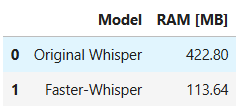 Model RAM [MB]
0 Original Whisper 422.80
1 Faster-Whisper 113.64